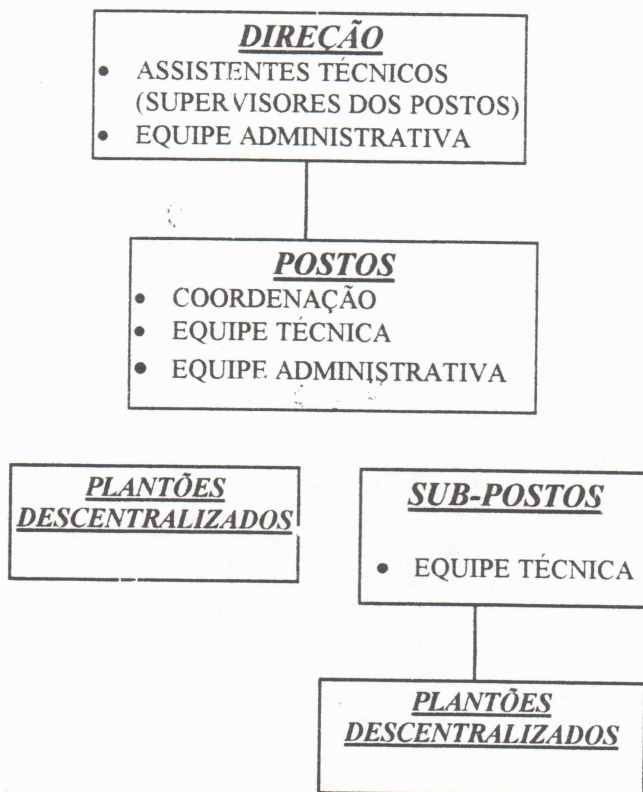 DIREÇÃO
• ASSISTENTES TÉCNICOS
(SUPERVISORES DOS POSTOS)
• EQUIPE ADMINISTRATIVA
POSTOS
• COORDENAÇÃO
• EQUIPE TÉCNICA
• EQUIPE ADMINISTRATIVA
PLANTÕES
DESCENTRALIZADOS
SUB-POSTOS
• EQUIPE TÉCNICA
PLANTÕES
DESCENTRALIZADOS